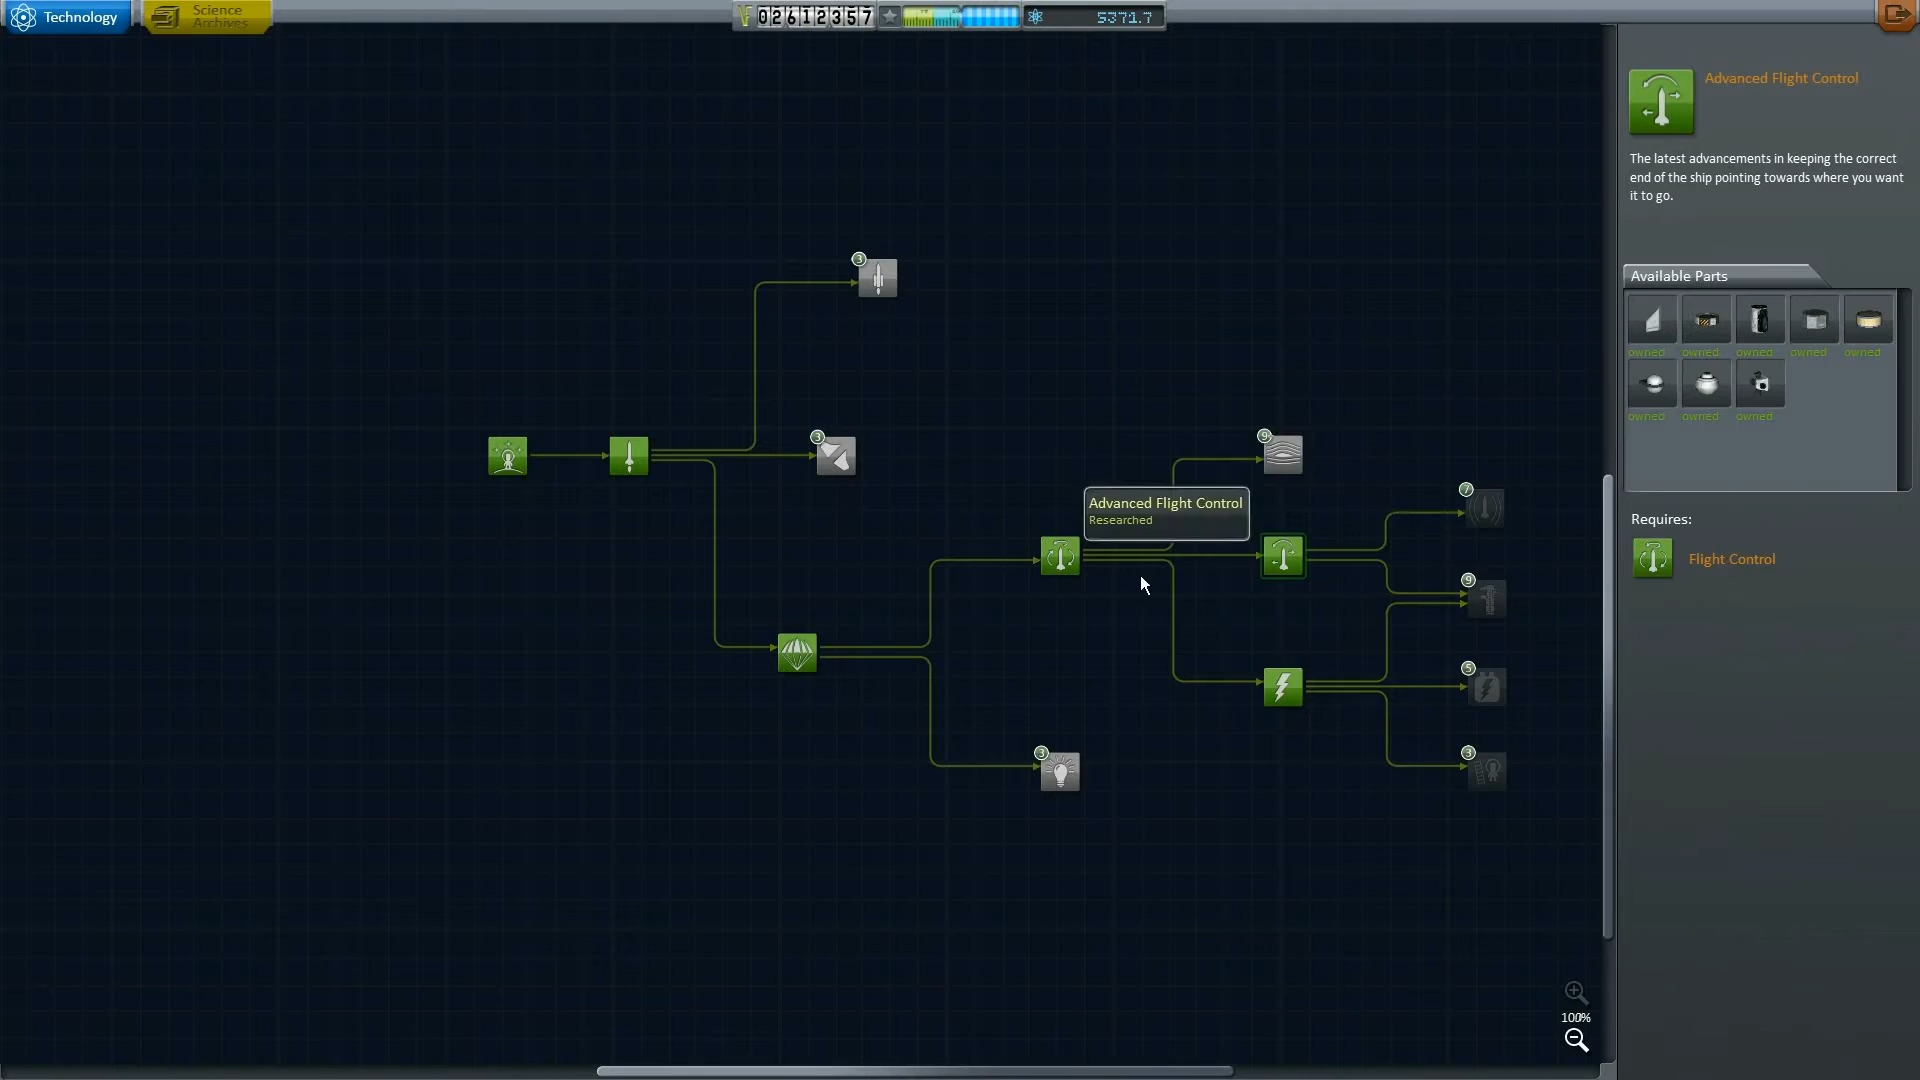 Technology
Science
Archives
02612357
5371.7
Advanced Flight Control
The latest advancements in keeping the correct
end of the ship pointing towards where you want
it to go.
Available Parts
owned owned owned owned owned
owned owned owned
Requires:
Flight Control
3
3
9
7
Advanced Flight Control
Researched
9
5
3
3
100%